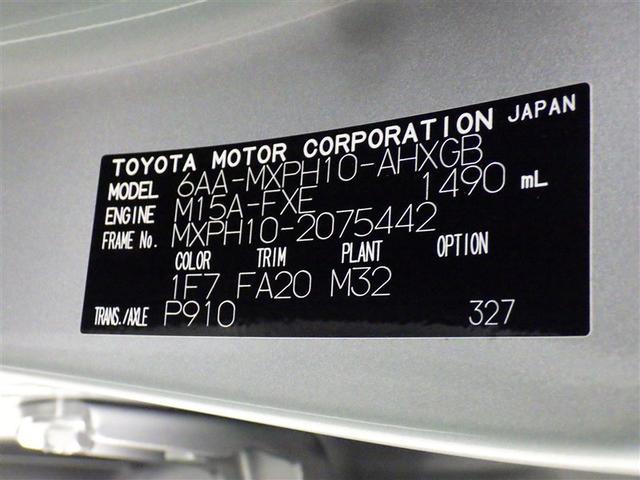 TOYOTA MOTOR CORPORATION JAPAN
MODEL 6AA-MXPH10-AHXGB
ENGINE M15A-FXE 1490 mL
FRAME No. MXPH10-2075442
COLOR TRIM PLANT OPTION
1F7 FA20 M32
TRANS./AXLE P910 327